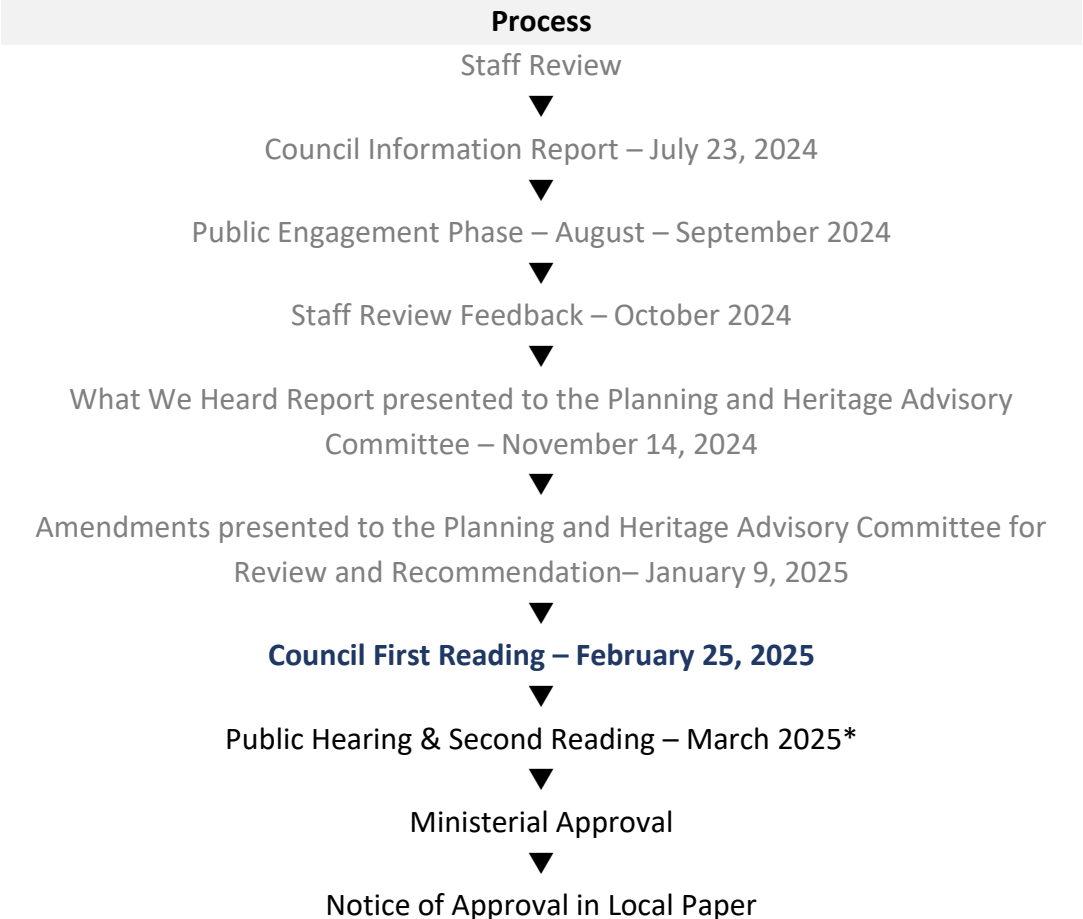 Process
Staff Review
Council Information Report – July 23, 2024
Public Engagement Phase – August – September 2024
Staff Review Feedback – October 2024
What We Heard Report presented to the Planning and Heritage Advisory
Committee – November 14, 2024
Amendments presented to the Planning and Heritage Advisory Committee for
Review and Recommendation– January 9, 2025
Council First Reading – February 25, 2025
Public Hearing & Second Reading – March 2025*
Ministerial Approval
Notice of Approval in Local Paper